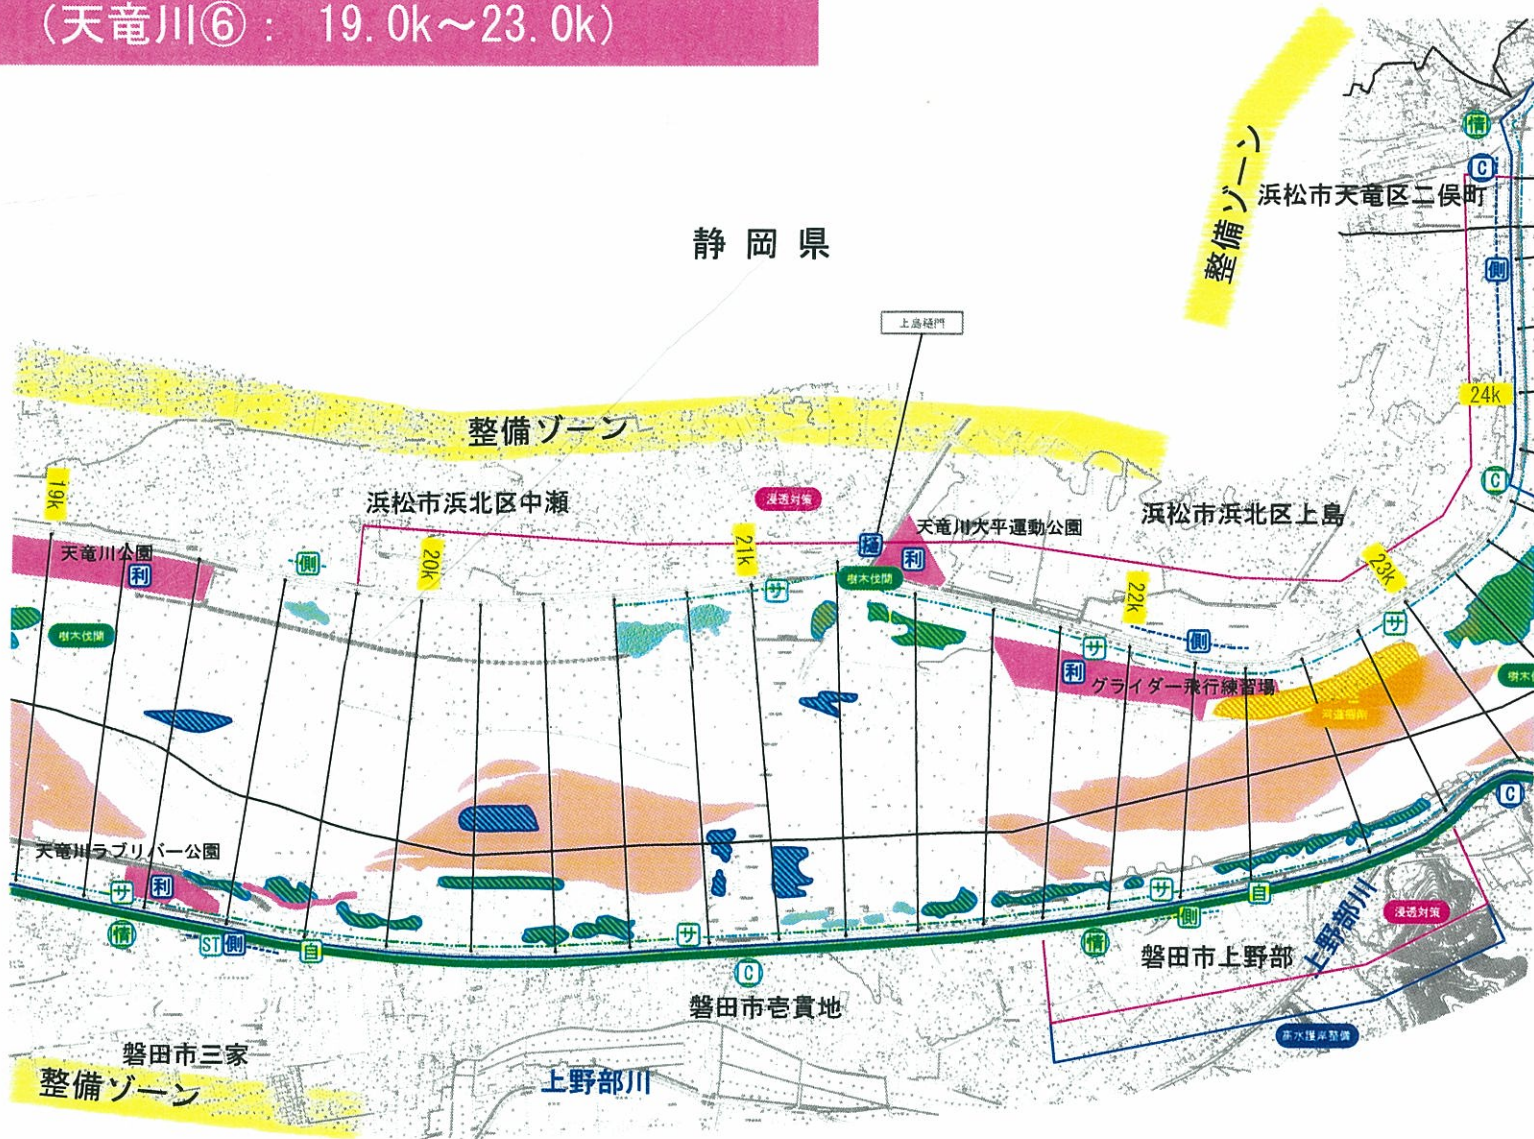 (天竜川⑥： 19.0k～23.0k)
整備ゾーン
情
C
浜松市天竜区二俣町
側
静岡県
上島樋門
24k
整備ゾーン
19k
浜松市浜北区中瀬
浸透対策
C
天竜川大平運動公園
浜松市浜北区上島
天竜川公園
利
側
20k
21k
樋
利
樹木伐開
サ
22k
23k
サ
樹木伐開
サ
側
利
グライダー飛行練習場
河道掘削
樹木伐
C
天竜川ラブリバー公園
サ
利
情
ST
側
自
サ
C
サ
側
自
情
浸透対策
上野部川
磐田市上野部
磐田市壱貫地
高水護岸整備
磐田市三家
整備ゾーン
上野部川